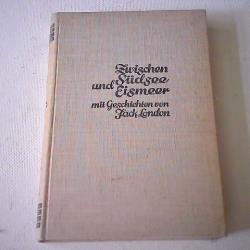 Zwischen
Südsee
und Eismeer
mit Geschichten von
Jack London